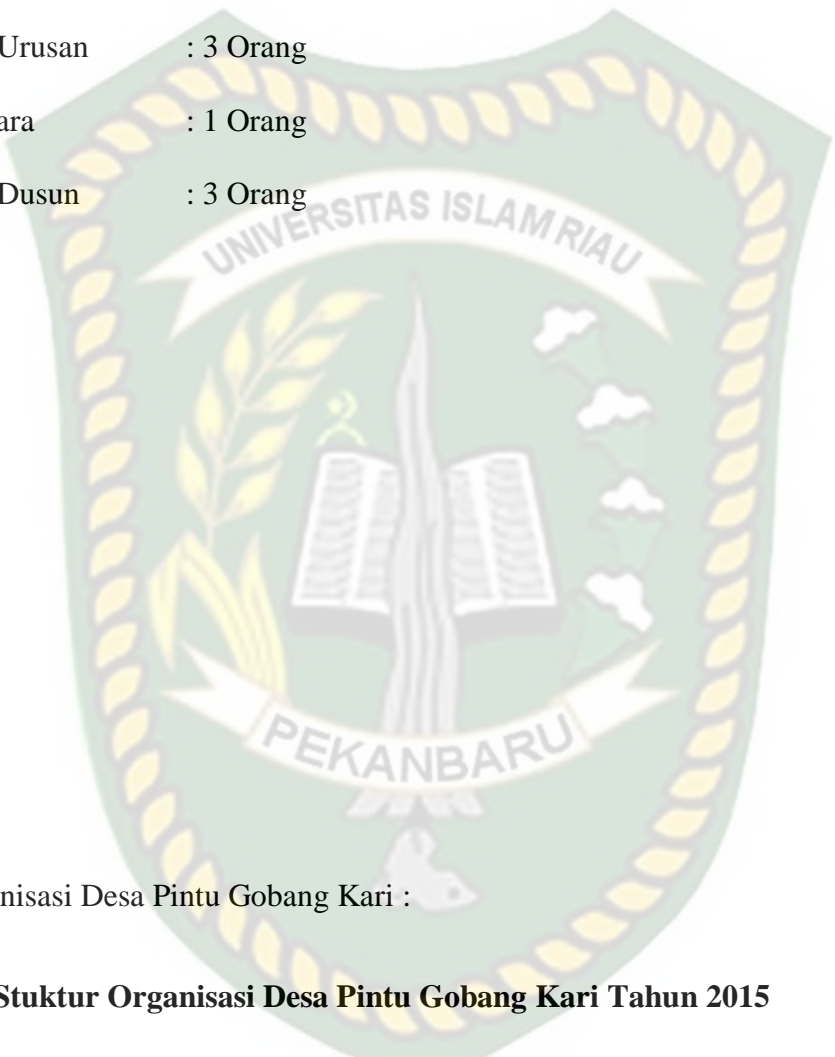 Urusan : 3 Orang
ara : 1 Orang
Dusun : 3 Orang
UNIVERSITAS ISLAM RIAU
PEKANBARU
nisasi Desa Pintu Gobang Kari :
Stuktur Organisasi Desa Pintu Gobang Kari Tahun 2015